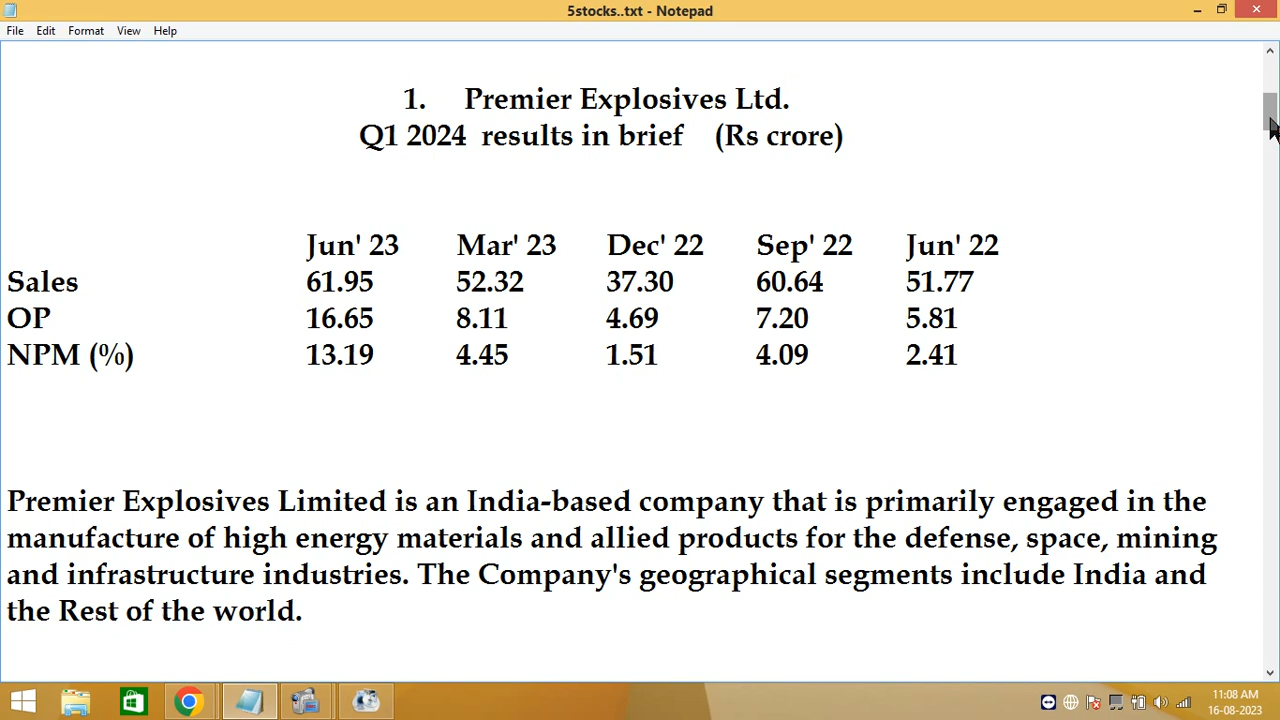 5stocks..txt - Notepad
File Edit Format View Help
1. Premier Explosives Ltd.
Q1 2024 results in brief (Rs crore)
Jun' 23 Mar' 23 Dec' 22 Sep' 22 Jun' 22
Sales 61.95 52.32 37.30 60.64 51.77
OP 16.65 8.11 4.69 7.20 5.81
NPM (%) 13.19 4.45 1.51 4.09 2.41
Premier Explosives Limited is an India-based company that is primarily engaged in the
manufacture of high energy materials and allied products for the defense, space, mining
and infrastructure industries. The Company's geographical segments include India and
the Rest of the world.
11:08 AM
16-08-2023